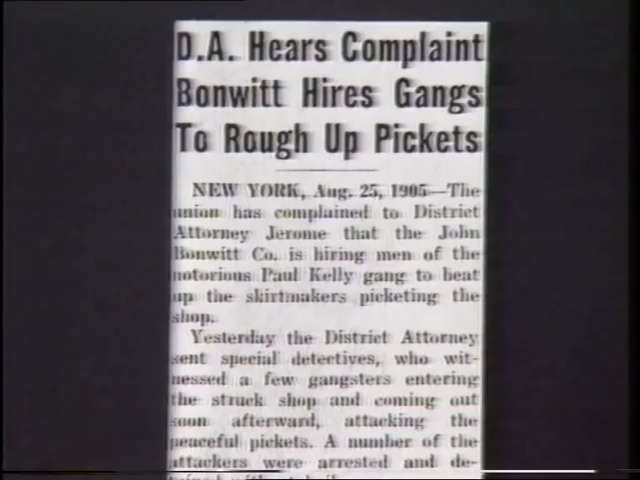 D.A. Hears Complaint
Bonwitt Hires Gangs
To Rough Up Pickets
NEW YORK, Aug. 25, 1905—The
union has complained to District
Attorney Jerome that the John
Bonwitt Co. is hiring men of the
notorious Paul Kelly gang to beat
up the skirtmakers picketing the
shop.
Yesterday the District Attorney
sent special detectives, who wit-
nessed a few gangsters entering
the struck shop and coming out
soon afterward, attacking the
peaceful pickets. A number of the
attackers were arrested and de-